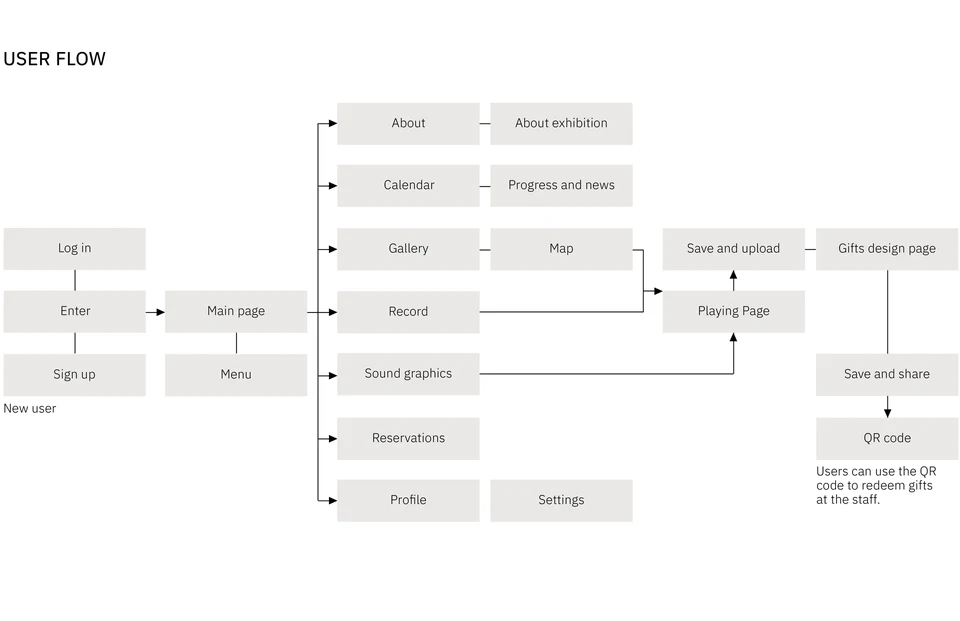 USER FLOW
About
About exhibition
Calendar
Progress and news
Log in
Gallery
Map
Save and upload
Gifts design page
Enter
Main page
Record
Playing Page
Sign up
Menu
Sound graphics
Save and share
New user
Reservations
QR code
Users can use the QR
code to redeem gifts
at the staff.
Profile
Settings